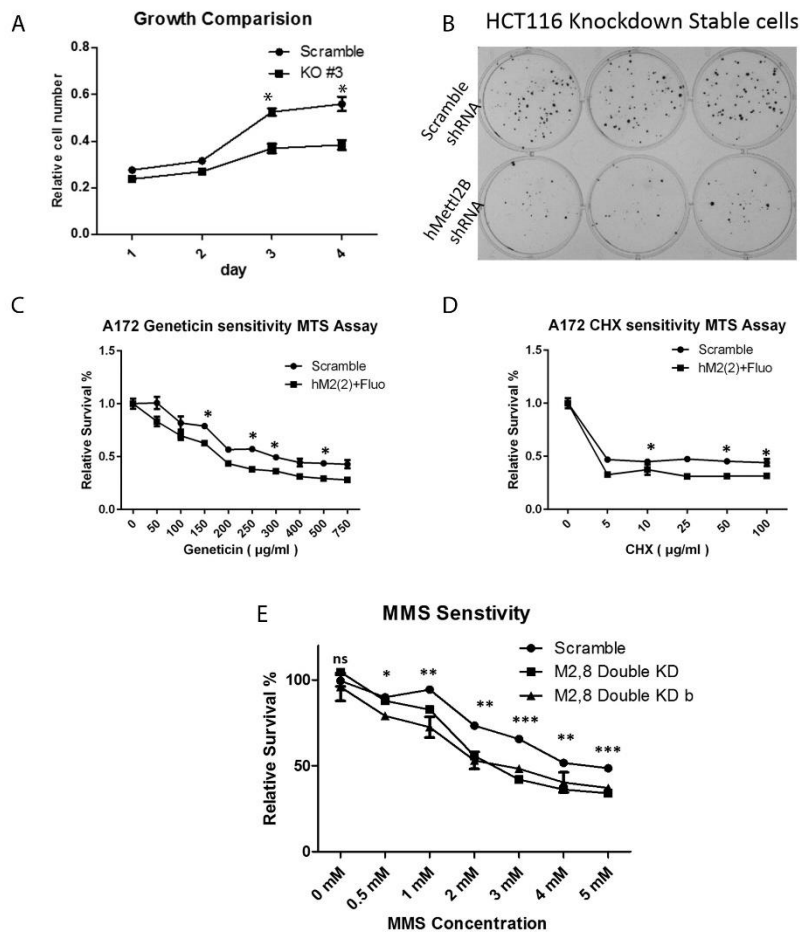 A
Growth Comparision
Scramble
KO #3
*
*
Relative cell number
0.8
0.6
0.4
0.2
0.0
1
2
3
4
day
B
HCT116 Knockdown Stable cells
Scramble
shRNA
hMettl2B
shRNA
C
A172 Geneticin sensitivity MTS Assay
Scramble
hM2(2)+Fluo
Relative Survival %
1.5
1.0
0.5
0.0
*
*
*
*
0
50
100
150
200
250
300
400
500
750
Geneticin ( µg/ml )
D
A172 CHX sensitivity MTS Assay
Scramble
hM2(2)+Fluo
Relative Survival %
1.5
1.0
0.5
0.0
*
*
*
0
5
10
25
50
100
CHX ( µg/ml )
E
MMS Senstivity
Scramble
M2,8 Double KD
M2,8 Double KD b
Relative Survival %
100
50
0
ns
*
**
**
***
**
***
0 mM
0.5 mM
1 mM
2 mM
3 mM
4 mM
5 mM
MMS Concentration